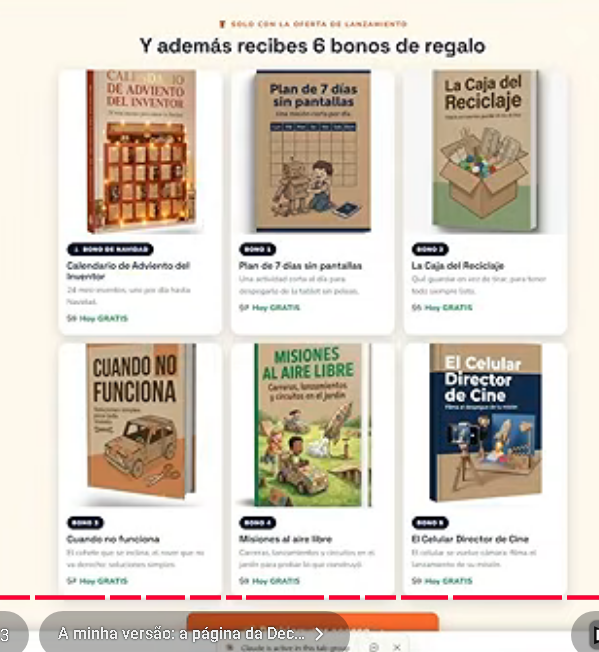 SOLO CON LA OFERTA DE LANZAMIENTO
Y además recibes 6 bonos de regalo
CALENDARIO
DE ADVIENTO
DEL INVENTOR
Plan de 7 días
sin pantallas
Una misión corta por día.
La Caja del
Reciclaje
BONO DE NAVIDAD
Calendario de Adviento del
Inventor
24 mini-inventos, uno por día hasta
Navidad.
$9 Hoy GRATIS
BONO 1
Plan de 7 días sin pantallas
Una actividad corta al día para
despegarlo de la tablet sin peleas.
$7 Hoy GRATIS
BONO 2
La Caja del Reciclaje
Qué guardar en vez de tirar, para tener
todo siempre listo.
$5 Hoy GRATIS
CUANDO NO
FUNCIONA
MISIONES
AL AIRE LIBRE
Carreras, lanzamientos
y circuitos en el jardín
El Celular
Director
de Cine
BONO 3
Cuando no funciona
El cohete que se inclina, el rover que no
va derecho: soluciones simples.
$7 Hoy GRATIS
BONO 4
Misiones al aire libre
Carreras, lanzamientos y circuitos en el
jardín para probar lo que construyó.
$9 Hoy GRATIS
BONO 5
El Celular Director de Cine
El celular se vuelve cámara: filma el
lanzamiento de su misión.
$9 Hoy GRATIS
3
A minha versão: a página da Dec...
Claude is active in this tab group